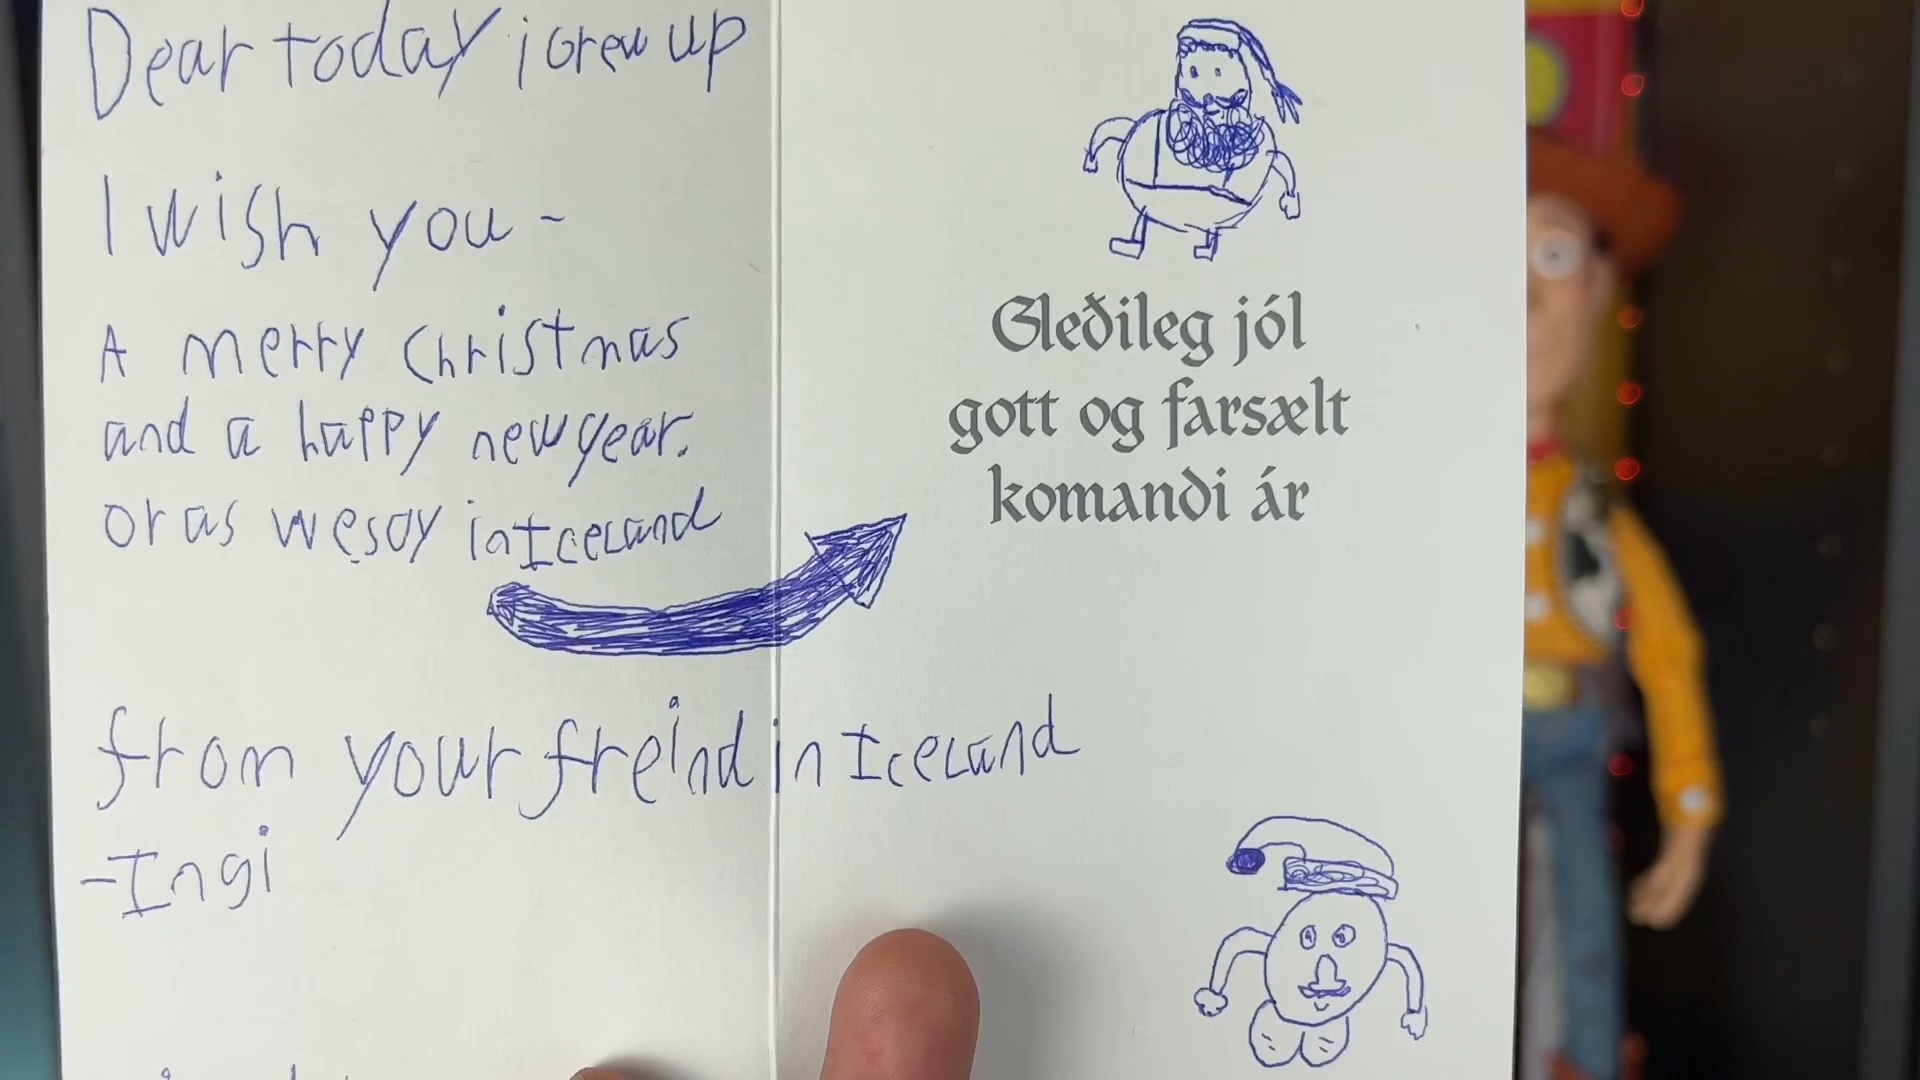 Dear today i grew up
I wish you -
A merry Christmas
and a happy new year.
or as we say in Iceland
from your freind in Iceland
-Ingi
Gleðileg jól
gott og farsælt
komandi ár